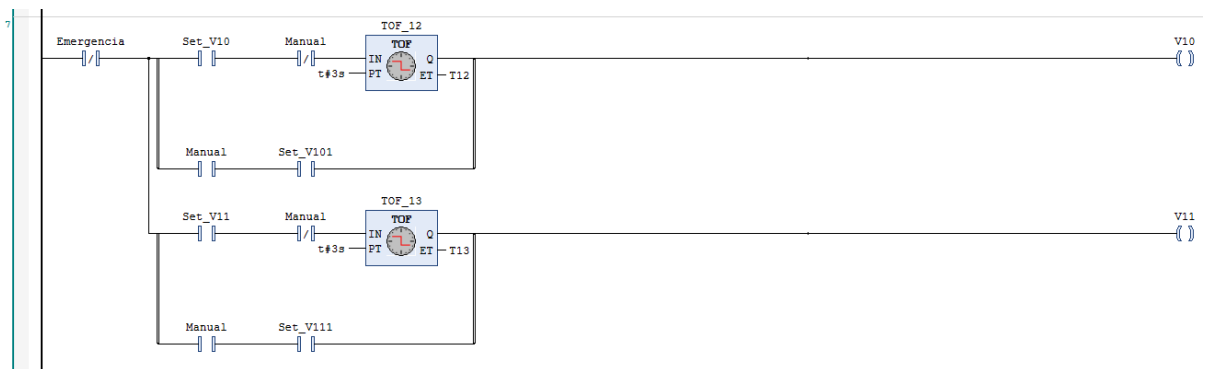 7
TOF_12
Emergencia Set_V10 Manual TOF V10
IN Q
t#3s PT ET T12
Manual Set_V101
TOF_13
Set_V11 Manual TOF V11
IN Q
t#3s PT ET T13
Manual Set_V111